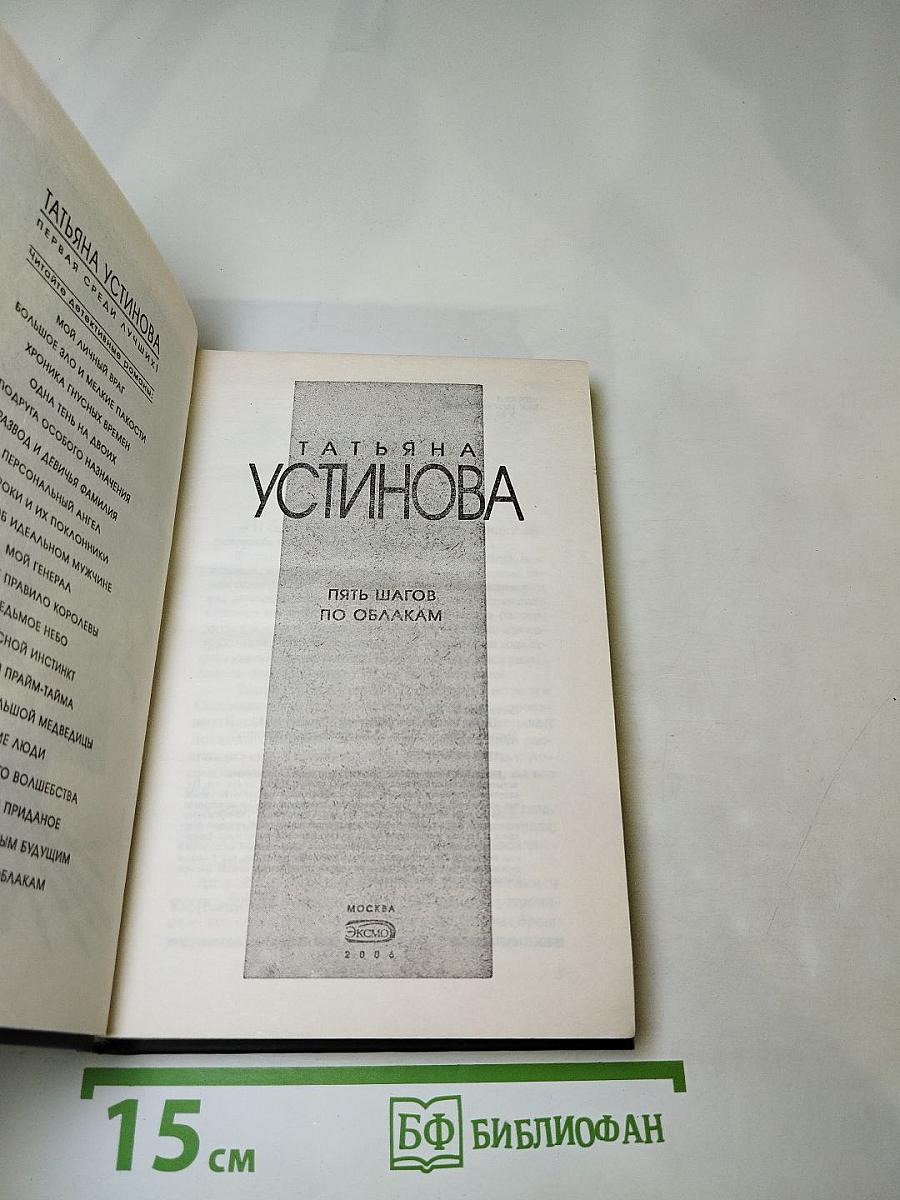 ТАТЬЯНА УСТИНОВА
ПЕРВАЯ СРЕДИ ЛУЧШИХ!
Читайте детективные романы:
МОЙ ЛИЧНЫЙ ВРАГ
БОЛЬШОЕ ЗЛО И МЕЛКИЕ ПАКОСТИ
ХРОНИКА ГНУСНЫХ ВРЕМЕН
ОДНА ТЕНЬ НА ДВОИХ
ПОДРУГА ОСОБОГО НАЗНАЧЕНИЯ
РАЗВОД И ДЕВИЧЬЯ ФАМИЛИЯ
ПЕРСОНАЛЬНЫЙ АНГЕЛ
И ИХ ПОКЛОННИКИ
ОБ ИДЕАЛЬНОМ МУЖЧИНЕ
МОЙ ГЕНЕРАЛ
ПРАВИЛО КОРОЛЕВЫ
НЕБО
ИНСТИНКТ
ПРАЙМ-ТАЙМА
МЕДВЕДИЦЫ
ЛЮДИ
ВОЛШЕБСТВА
ПРИДАНОЕ
БУДУЩИМ
ОБЛАКАМ
ТАТЬЯНА
УСТИНОВА
ПЯТЬ ШАГОВ
ПО ОБЛАКАМ
МОСКВА
ЭКСМО
2006
15 см
БФ БИБЛИОФАН